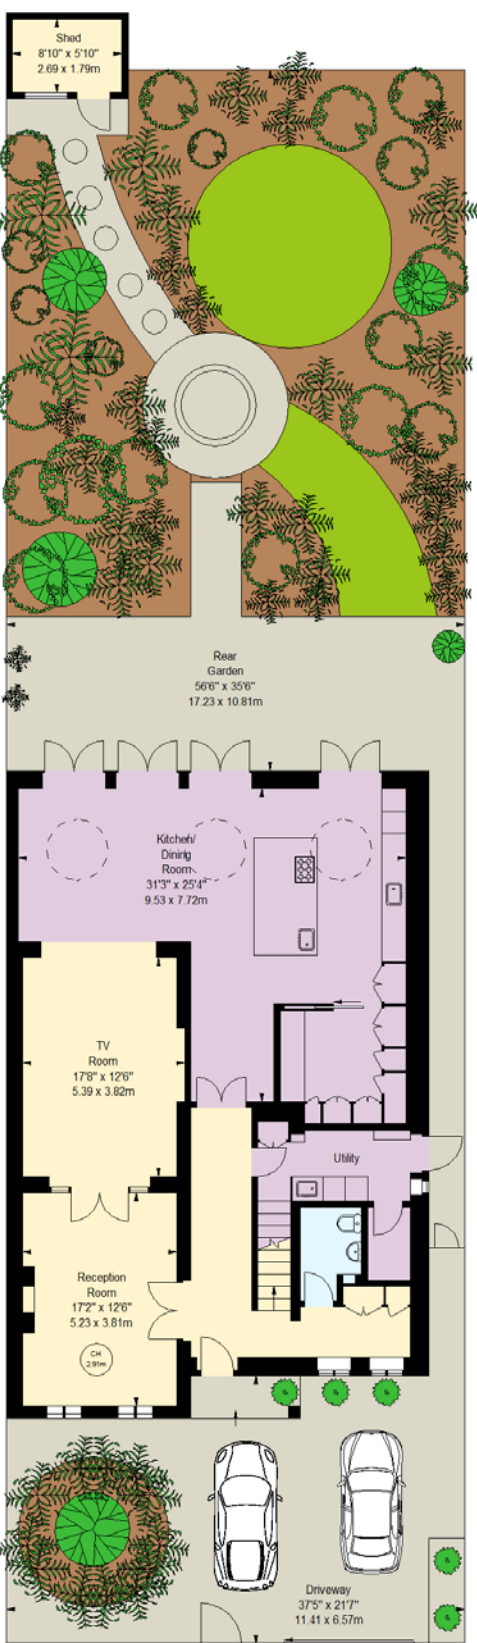 Shed
8'10" x 5'10"
2.69 x 1.79m
Rear
Garden
56'6" x 35'6"
17.23 x 10.81m
Kitchen/
Dining
Room
31'3" x 25'4"
9.53 x 7.72m
TV
Room
17'8" x 12'6"
5.39 x 3.82m
Utility
Reception
Room
17'2" x 12'6"
5.23 x 3.81m
CH
2.91m
Driveway
37'5" x 21'7"
11.41 x 6.57m